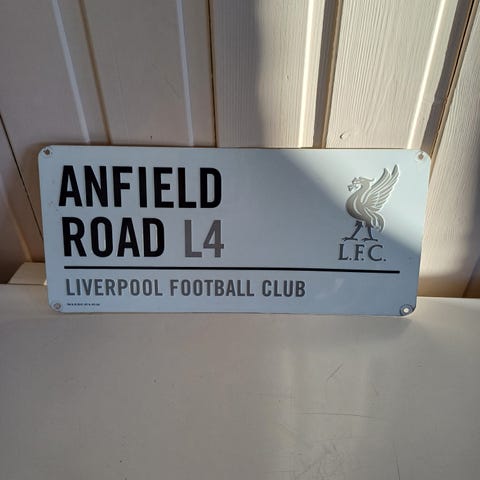 ANFIELD
ROAD L4
LIVERPOOL FOOTBALL CLUB
L.F.C.